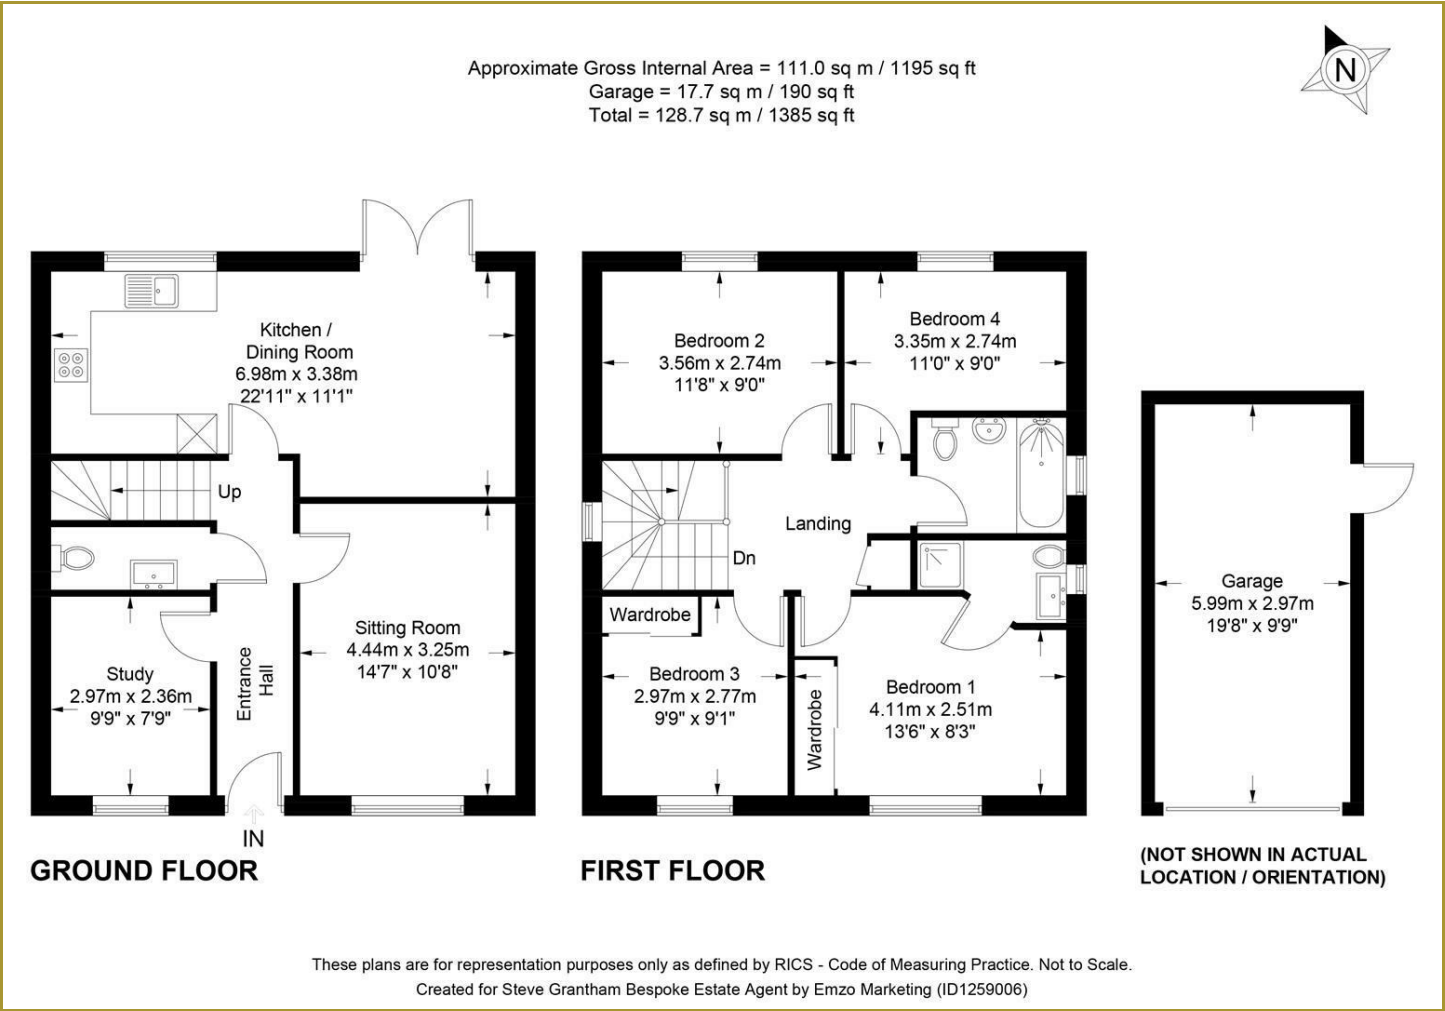 Approximate Gross Internal Area = 111.0 sq m / 1195 sq ft
Garage = 17.7 sq m / 190 sq ft
Total = 128.7 sq m / 1385 sq ft
N
Kitchen /
Dining Room
6.98m x 3.38m
22'11" x 11'1"
Up
Sitting Room
4.44m x 3.25m
14'7" x 10'8"
Study
2.97m x 2.36m
9'9" x 7'9"
Entrance
Hall
IN
GROUND FLOOR
Bedroom 2
3.56m x 2.74m
11'8" x 9'0"
Bedroom 4
3.35m x 2.74m
11'0" x 9'0"
Landing
Dn
Wardrobe
Bedroom 3
2.97m x 2.77m
9'9" x 9'1"
Wardrobe
Bedroom 1
4.11m x 2.51m
13'6" x 8'3"
FIRST FLOOR
Garage
5.99m x 2.97m
19'8" x 9'9"
(NOT SHOWN IN ACTUAL
LOCATION / ORIENTATION)
These plans are for representation purposes only as defined by RICS - Code of Measuring Practice. Not to Scale.
Created for Steve Grantham Bespoke Estate Agent by Emzo Marketing (ID1259006)